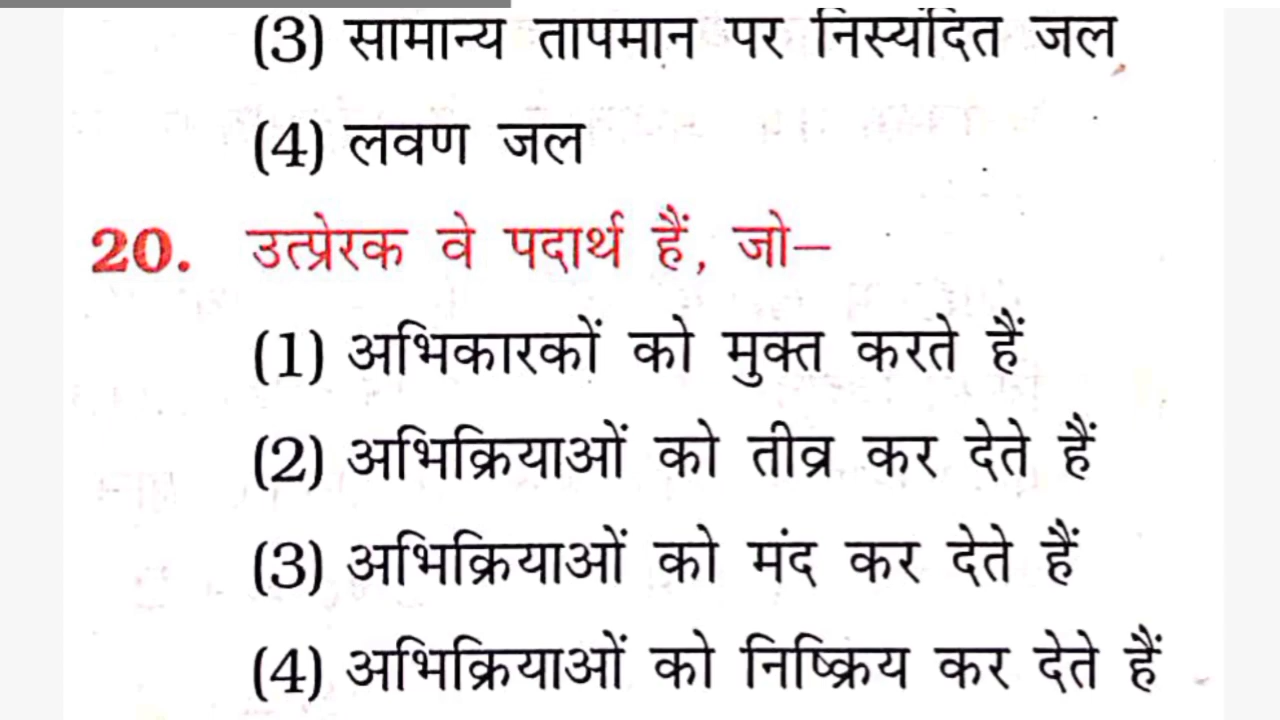 (3) सामान्य तापमान पर निस्यंदित जल
(4) लवण जल
20. उत्प्रेरक वे पदार्थ हैं, जो–
(1) अभिकारकों को मुक्त करते हैं
(2) अभिक्रियाओं को तीव्र कर देते हैं
(3) अभिक्रियाओं को मंद कर देते हैं
(4) अभिक्रियाओं को निष्क्रिय कर देते हैं